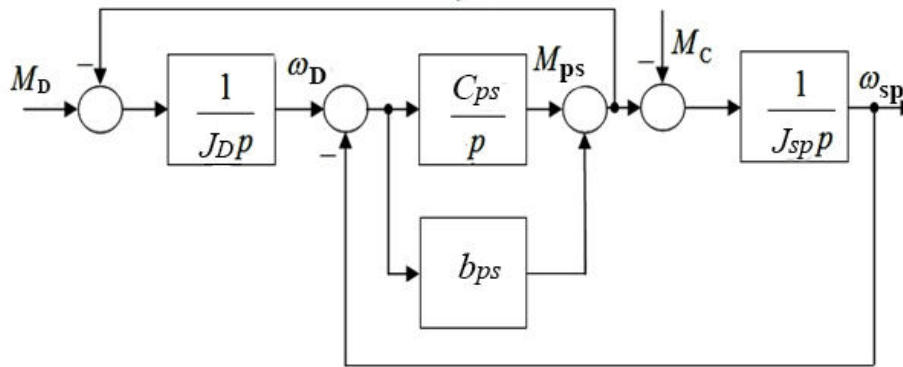 M_D
−
1
J_D p
ω_D
−
C_ps
p
M_ps
b_ps
−
M_C
1
J_sp p
ω_sp